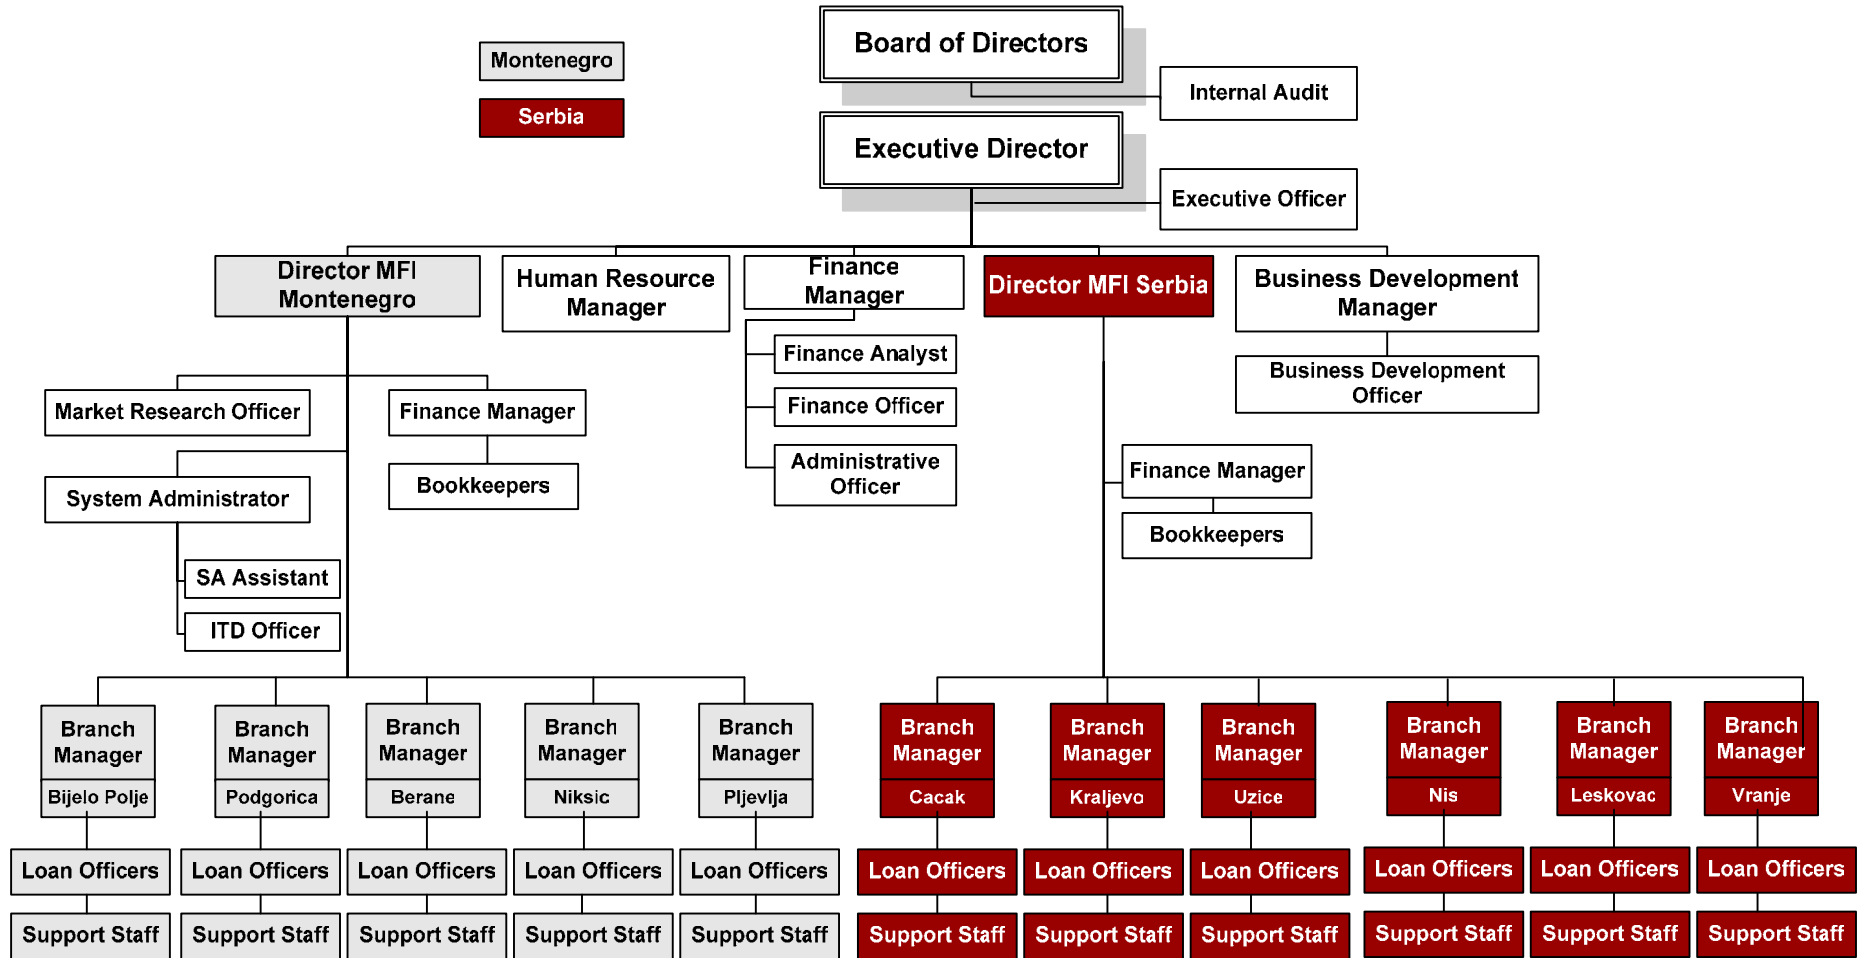 Board of Directors
Montenegro
Internal Audit
Serbia
Executive Director
Executive Officer
Director MFI
Montenegro
Human Resource
Manager
Finance
Manager
Director MFI Serbia
Business Development
Manager
Finance Analyst
Business Development
Officer
Market Research Officer
Finance Manager
Finance Officer
Administrative
Officer
Finance Manager
Bookkeepers
System Administrator
Bookkeepers
SA Assistant
ITD Officer
Branch
Manager
Bijelo Polje
Branch
Manager
Podgorica
Branch
Manager
Berane
Branch
Manager
Niksic
Branch
Manager
Pljevlja
Branch
Manager
Cacak
Branch
Manager
Kraljevo
Branch
Manager
Uzice
Branch
Manager
Nis
Branch
Manager
Leskovac
Branch
Manager
Vranje
Loan Officers
Loan Officers
Loan Officers
Loan Officers
Loan Officers
Loan Officers
Loan Officers
Loan Officers
Loan Officers
Loan Officers
Loan Officers
Support Staff
Support Staff
Support Staff
Support Staff
Support Staff
Support Staff
Support Staff
Support Staff
Support Staff
Support Staff
Support Staff